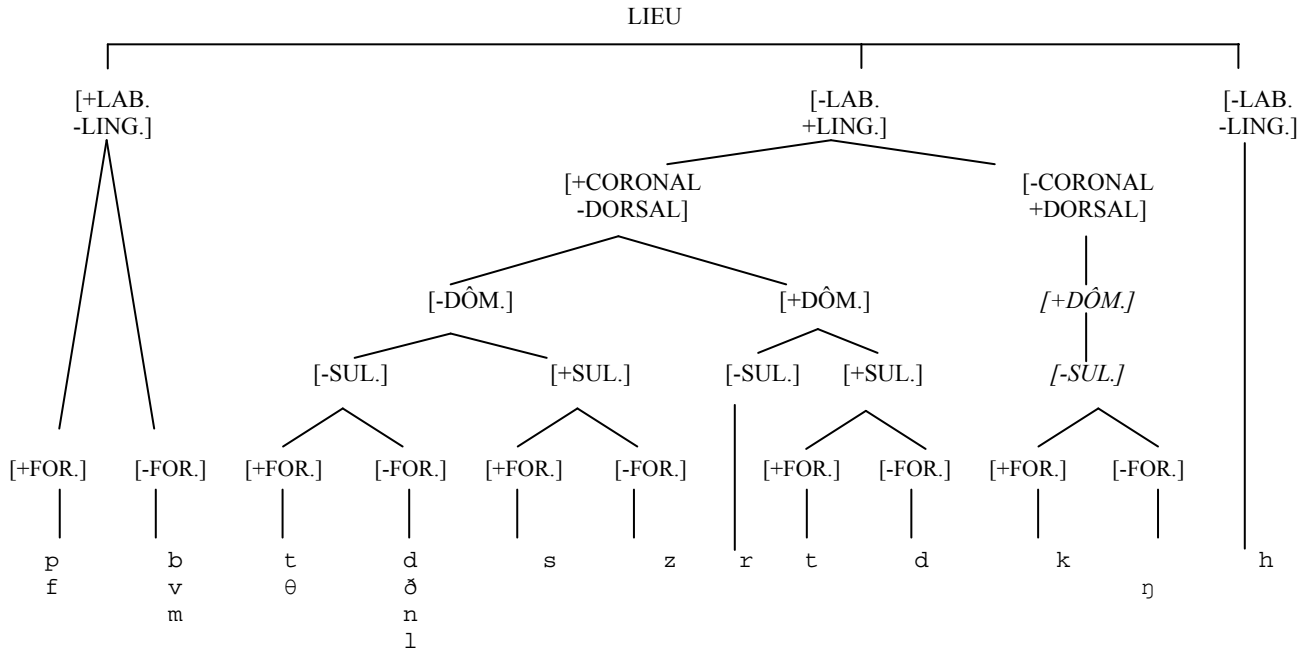 LIEU
[+LAB. [-LAB. [-LAB.
-LING.] +LING.] -LING.]
[+CORONAL [-CORONAL
-DORSAL] +DORSAL]
[-DÔM.] [+DÔM.] [+DÔM.]
[-SUL.] [+SUL.] [-SUL.] [+SUL.] [-SUL.]
[+FOR.] [-FOR.] [+FOR.] [-FOR.] [+FOR.] [-FOR.] [+FOR.] [-FOR.] [+FOR.] [-FOR.]
p b t d s z r t d k h
f v θ ð ŋ
m n
l